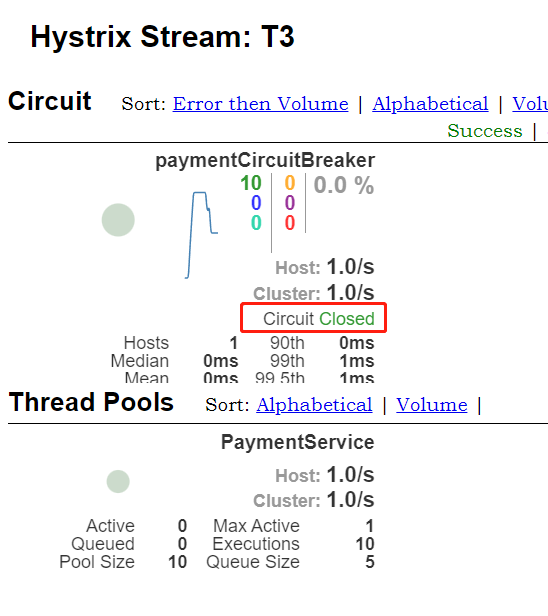 Hystrix Stream: T3
Circuit Sort: Error then Volume | Alphabetical | Volu
Success |
paymentCircuitBreaker
10 0 0.0 %
0 0
0 0
Host: 1.0/s
Cluster: 1.0/s
Circuit Closed
Hosts 1 90th 0ms
Median 0ms 99th 1ms
Mean 0ms 99.5th 1ms
Thread Pools Sort: Alphabetical | Volume |
PaymentService
Host: 1.0/s
Cluster: 1.0/s
Active 0 Max Active 1
Queued 0 Executions 10
Pool Size 10 Queue Size 5